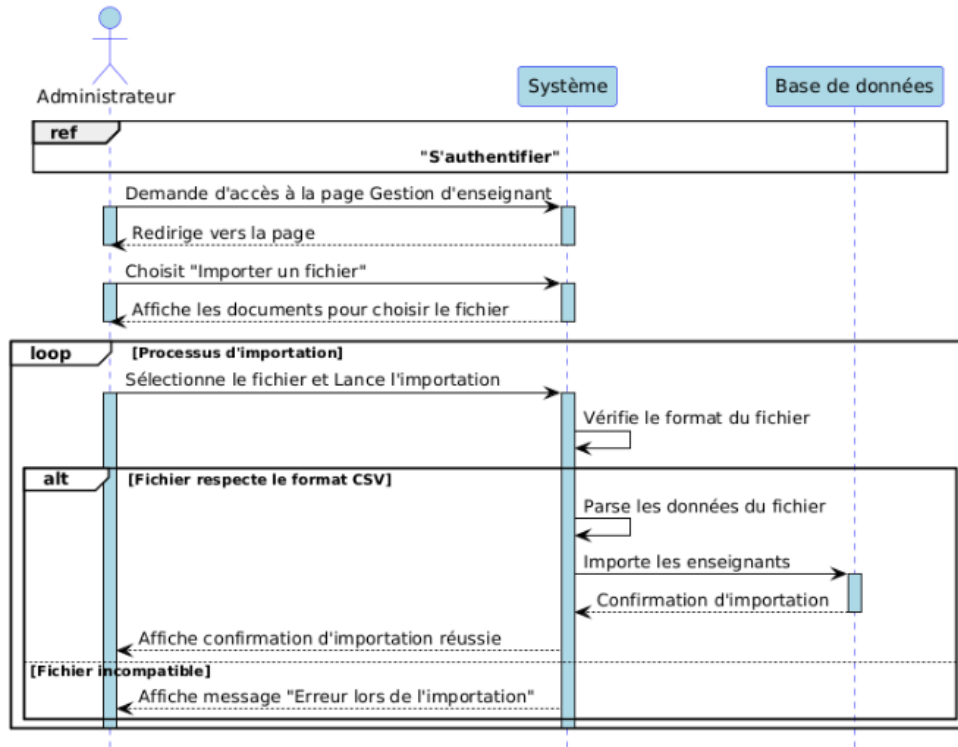 Administrateur
Système
Base de données
ref
"S'authentifier"
Demande d'accès à la page Gestion d'enseignant
Redirige vers la page
Choisit "Importer un fichier"
Affiche les documents pour choisir le fichier
loop [Processus d'importation]
Sélectionne le fichier et Lance l'importation
Vérifie le format du fichier
alt [Fichier respecte le format CSV]
Parse les données du fichier
Importe les enseignants
Confirmation d'importation
Affiche confirmation d'importation réussie
[Fichier incompatible]
Affiche message "Erreur lors de l'importation"